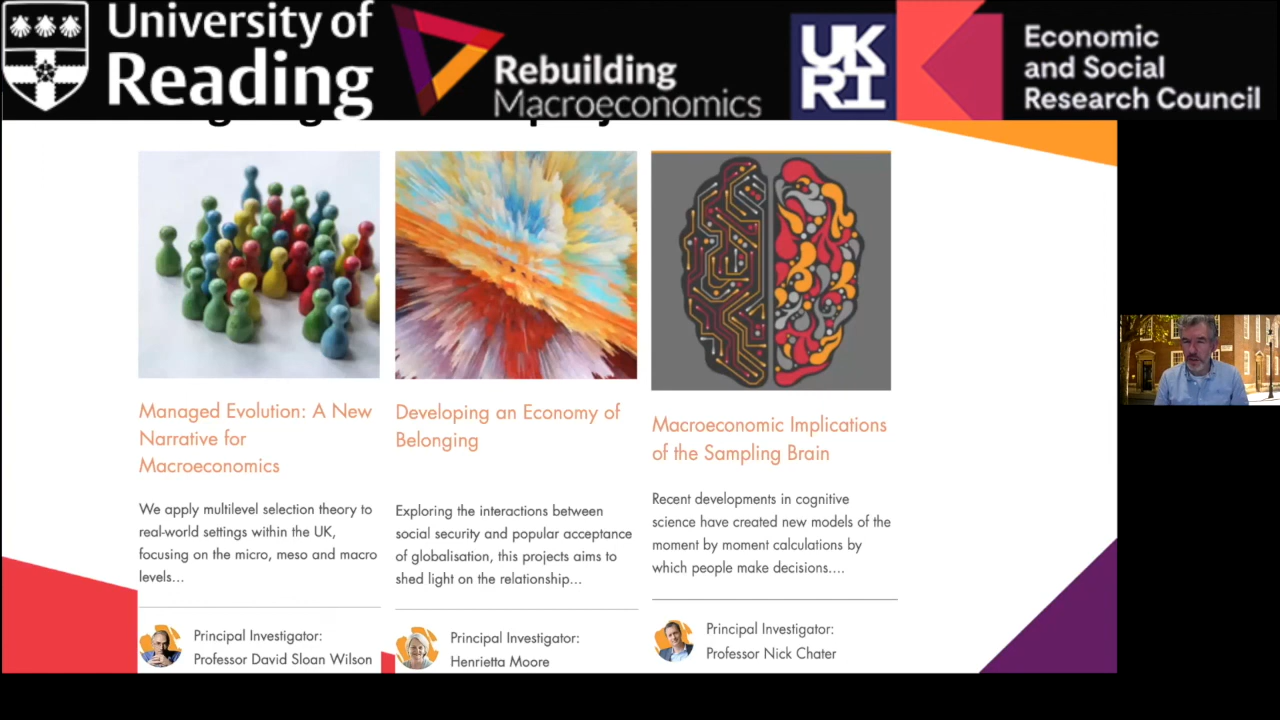 University of
Reading
Rebuilding
Macroeconomics
UK
RI
Economic
and Social
Research Council
Managed Evolution: A New
Narrative for
Macroeconomics
We apply multilevel selection theory to
real-world settings within the UK,
focusing on the micro, meso and macro
levels...
Principal Investigator:
Professor David Sloan Wilson
Developing an Economy of
Belonging
Exploring the interactions between
social security and popular acceptance
of globalisation, this projects aims to
shed light on the relationship...
Principal Investigator:
Henrietta Moore
Macroeconomic Implications
of the Sampling Brain
Recent developments in cognitive
science have created new models of the
moment by moment calculations by
which people make decisions....
Principal Investigator:
Professor Nick Chater